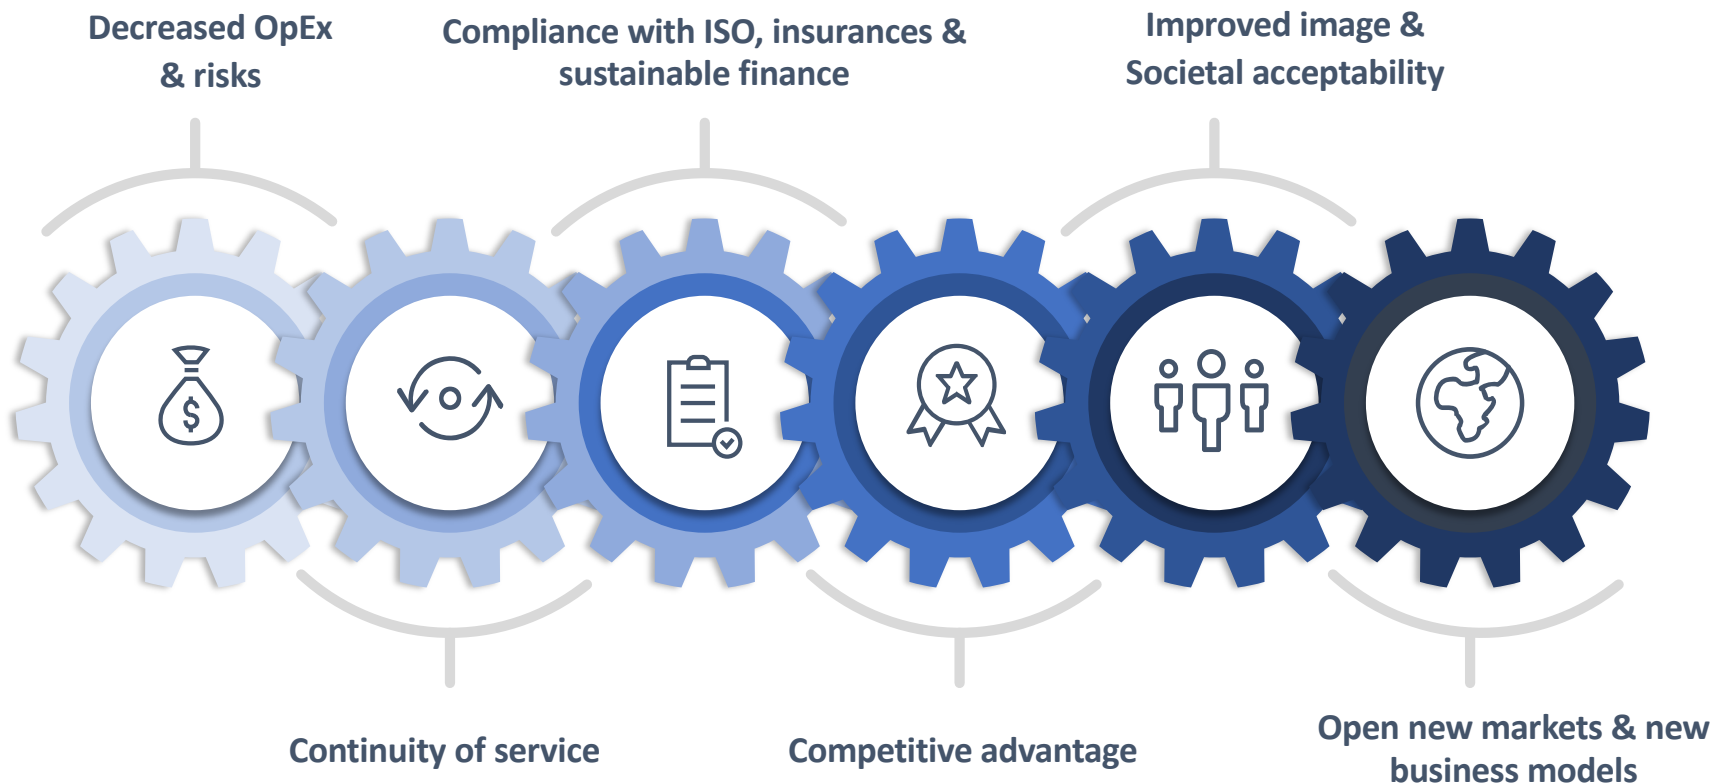 Decreased OpEx
& risks
Compliance with ISO, insurances &
sustainable finance
Improved image &
Societal acceptability
$
Continuity of service
Competitive advantage
Open new markets & new
business models